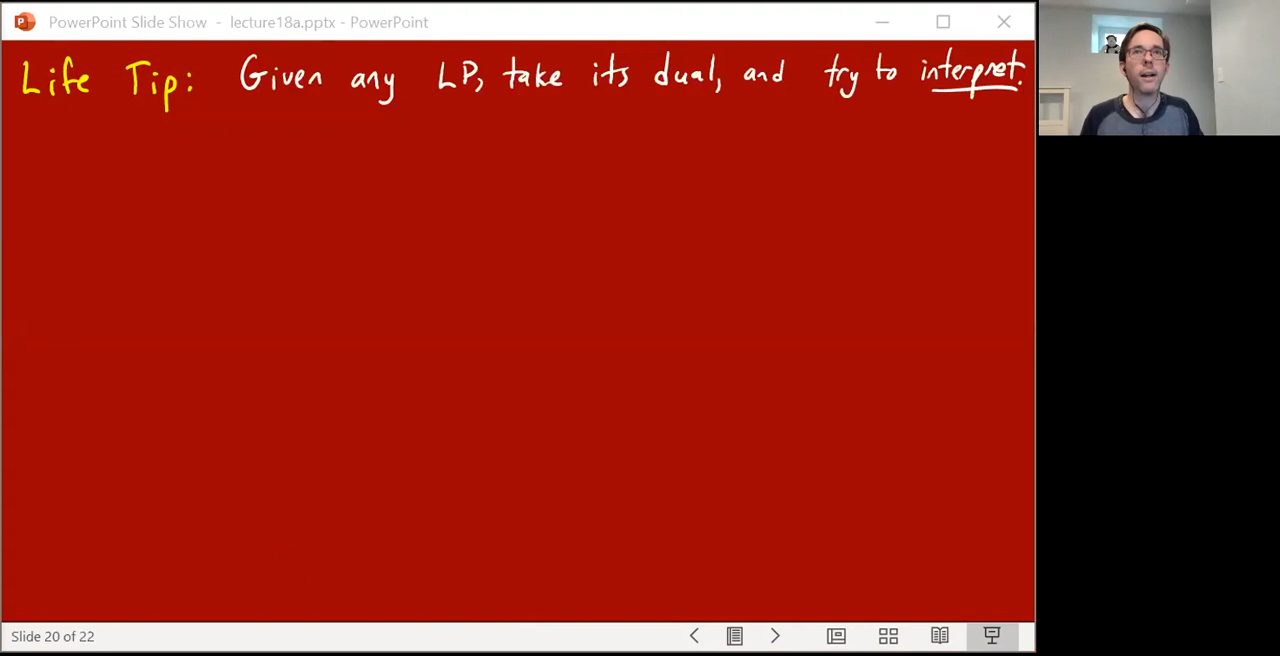 PowerPoint Slide Show - lecture18a.pptx - PowerPoint
Life Tip: Given any LP, take its dual, and try to interpret.
Slide 20 of 22